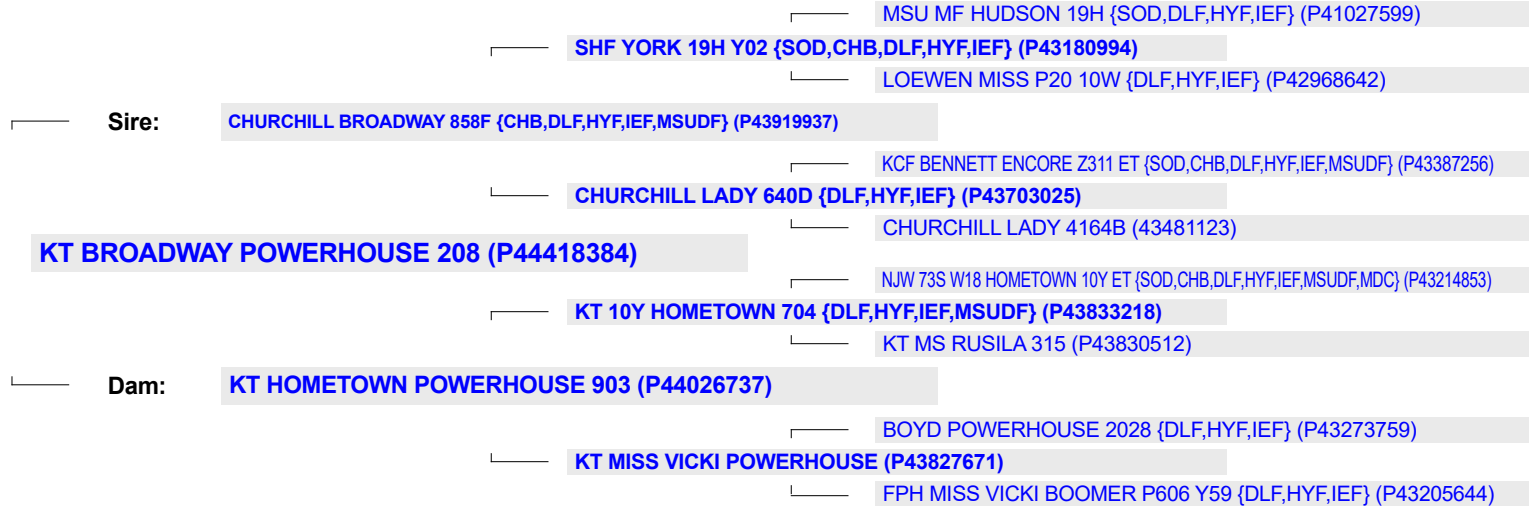 MSU MF HUDSON 19H {SOD,DLF,HYF,IEF} (P41027599)
SHF YORK 19H Y02 {SOD,CHB,DLF,HYF,IEF} (P43180994)
LOEWEN MISS P20 10W {DLF,HYF,IEF} (P42968642)
Sire: CHURCHILL BROADWAY 858F {CHB,DLF,HYF,IEF,MSUDF} (P43919937)
KCF BENNETT ENCORE Z311 ET {SOD,CHB,DLF,HYF,IEF,MSUDF} (P43387256)
CHURCHILL LADY 640D {DLF,HYF,IEF} (P43703025)
CHURCHILL LADY 4164B (43481123)
KT BROADWAY POWERHOUSE 208 (P44418384)
NJW 73S W18 HOMETOWN 10Y ET {SOD,CHB,DLF,HYF,IEF,MSUDF,MDC} (P43214853)
KT 10Y HOMETOWN 704 {DLF,HYF,IEF,MSUDF} (P43833218)
KT MS RUSILA 315 (P43830512)
Dam: KT HOMETOWN POWERHOUSE 903 (P44026737)
BOYD POWERHOUSE 2028 {DLF,HYF,IEF} (P43273759)
KT MISS VICKI POWERHOUSE (P43827671)
FPH MISS VICKI BOOMER P606 Y59 {DLF,HYF,IEF} (P43205644)